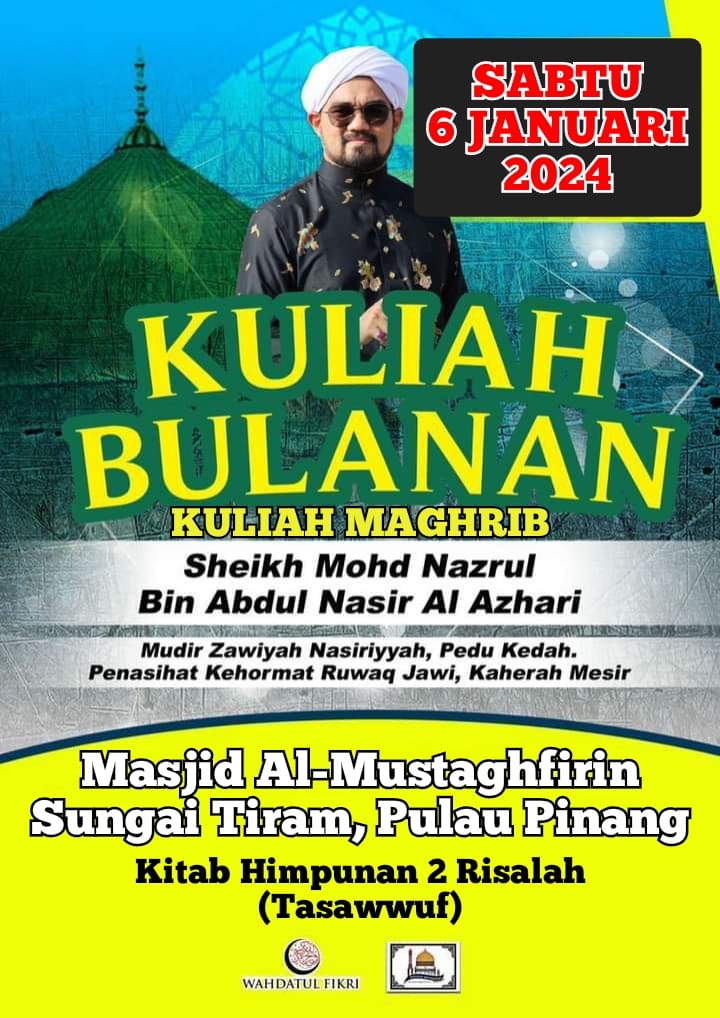 SABTU
6 JANUARI
2024
KULIAH
BULANAN
KULIAH MAGHRIB
Sheikh Mohd Nazrul
Bin Abdul Nasir Al Azhari
Mudir Zawiyah Nasiriyyah, Pedu Kedah.
Penasihat Kehormat Ruwaq Jawi, Kaherah Mesir
Masjid Al-Mustaghfirin
Sungai Tiram, Pulau Pinang
Kitab Himpunan 2 Risalah
(Tasawwuf)
WAHDATUL FIKRI